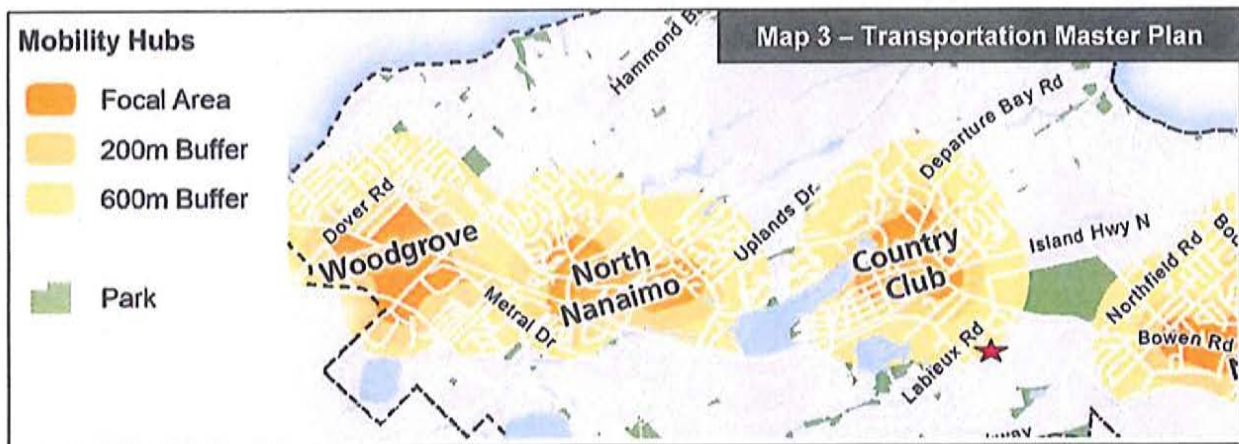 Mobility Hubs
Focal Area
200m Buffer
600m Buffer
Park
Map 3 – Transportation Master Plan
Hammond
Departure Bay Rd
Dover Rd
Woodgrove
Metral Dr
North
Nanaimo
Uplands Dr
Country
Club
Island Hwy N
Northfield Rd
Bowen Rd
Labieux Rd